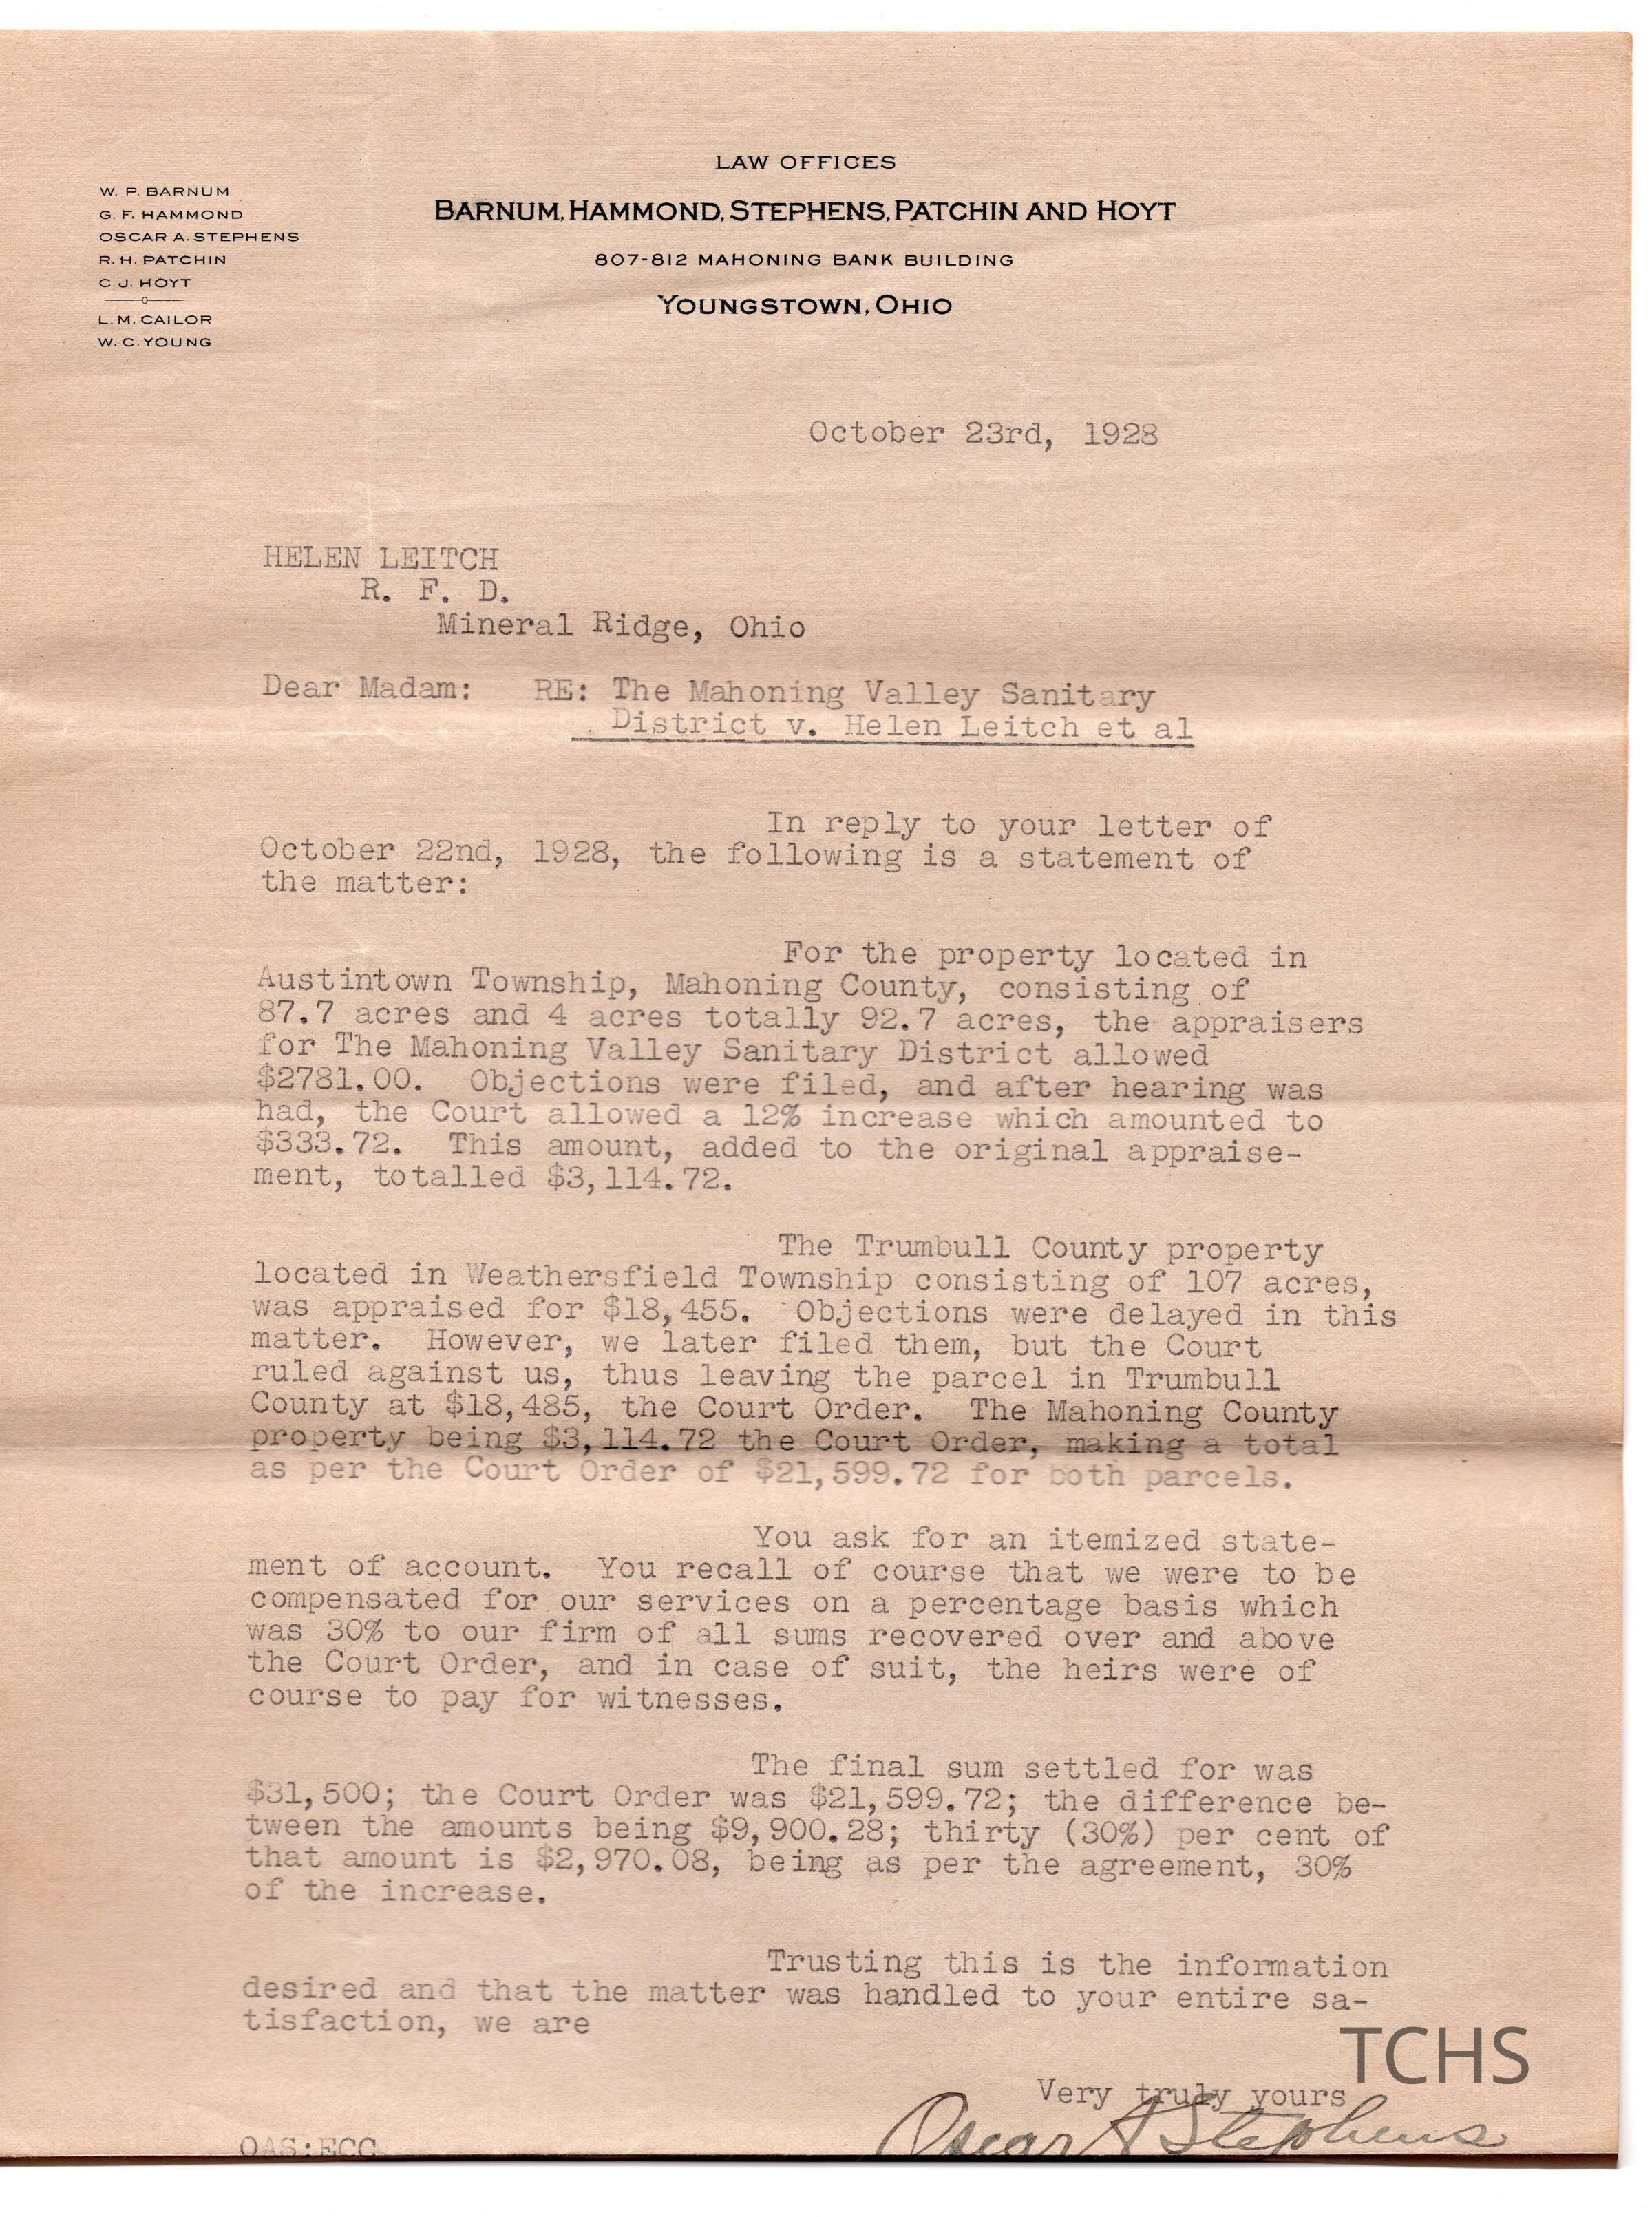 LAW OFFICES
BARNUM, HAMMOND, STEPHENS, PATCHIN AND HOYT
807-812 MAHONING BANK BUILDING
YOUNGSTOWN, OHIO
W. P. BARNUM
G. F. HAMMOND
OSCAR A. STEPHENS
R. H. PATCHIN
C. J. HOYT
L. M. CAILOR
W. C. YOUNG
October 23rd, 1928
HELEN LEITCH
R. F. D.
Mineral Ridge, Ohio
Dear Madam: RE: The Mahoning Valley Sanitary
District v. Helen Leitch et al
In reply to your letter of
October 22nd, 1928, the following is a statement of
the matter:
For the property located in
Austintown Township, Mahoning County, consisting of
87.7 acres and 4 acres totally 92.7 acres, the appraisers
for The Mahoning Valley Sanitary District allowed
$2781.00. Objections were filed, and after hearing was
had, the Court allowed a 12% increase which amounted to
$333.72. This amount, added to the original appraise-
ment, totalled $3,114.72.
The Trumbull County property
located in Weathersfield Township consisting of 107 acres,
was appraised for $18,455. Objections were delayed in this
matter. However, we later filed them, but the Court
ruled against us, thus leaving the parcel in Trumbull
County at $18,485, the Court Order. The Mahoning County
property being $3,114.72 the Court Order, making a total
as per the Court Order of $21,599.72 for both parcels.
You ask for an itemized state-
ment of account. You recall of course that we were to be
compensated for our services on a percentage basis which
was 30% to our firm of all sums recovered over and above
the Court Order, and in case of suit, the heirs were of
course to pay for witnesses.
The final sum settled for was
$31,500; the Court Order was $21,599.72; the difference be-
tween the amounts being $9,900.28; thirty (30%) per cent of
that amount is $2,970.08, being as per the agreement, 30%
of the increase.
Trusting this is the information
desired and that the matter was handled to your entire sa-
tisfaction, we are
TCHS
Very truly yours
Oscar A Stephens
OAS:ECC